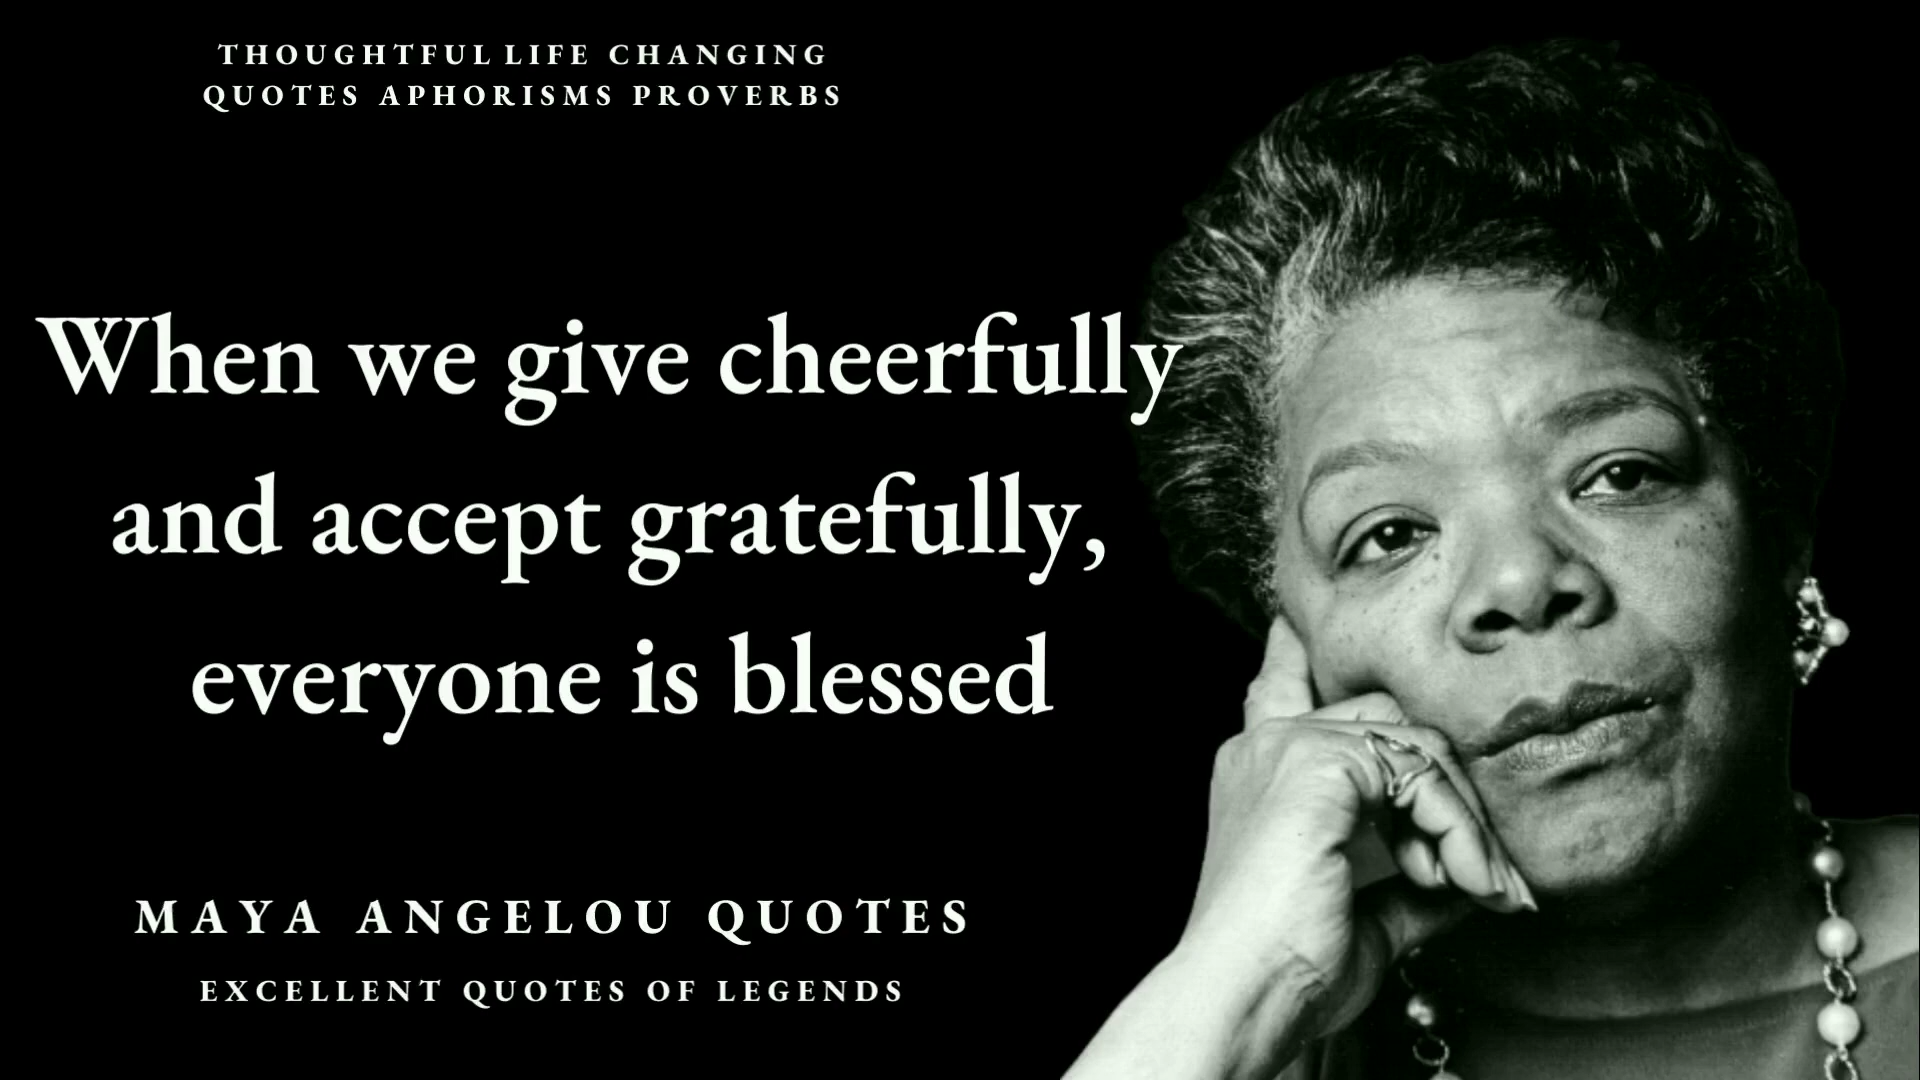 THOUGHTFUL LIFE CHANGING
QUOTES APHORISMS PROVERBS
When we give cheerfully
and accept gratefully,
everyone is blessed
MAYA ANGELOU QUOTES
EXCELLENT QUOTES OF LEGENDS